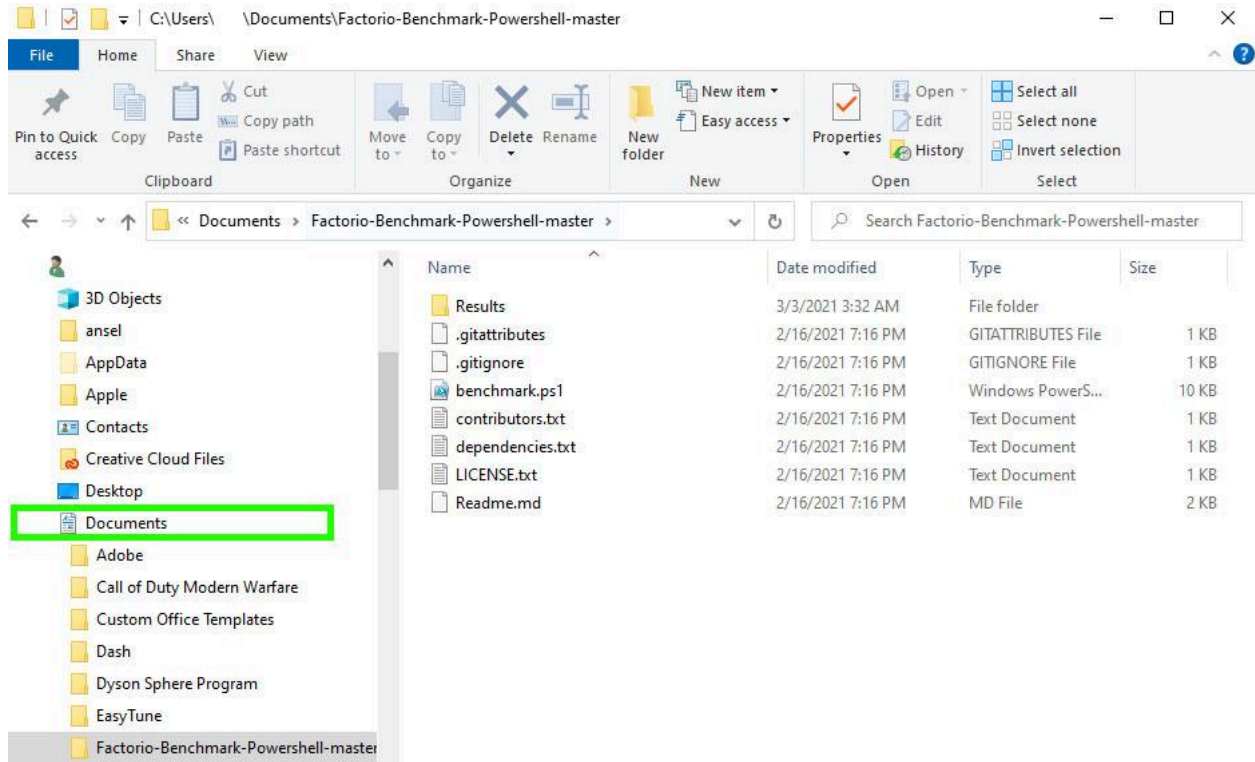 C:\Users\ \Documents\Factorio-Benchmark-Powershell-master
File Home Share View
Pin to Quick access
Copy
Paste
Cut
Copy path
Paste shortcut
Clipboard
Move to
Copy to
Delete
Rename
Organize
New folder
New item
Easy access
New
Properties
Open
Edit
History
Open
Select all
Select none
Invert selection
Select
« Documents > Factorio-Benchmark-Powershell-master >
Search Factorio-Benchmark-Powershell-master
3D Objects
ansel
AppData
Apple
Contacts
Creative Cloud Files
Desktop
Documents
Adobe
Call of Duty Modern Warfare
Custom Office Templates
Dash
Dyson Sphere Program
EasyTune
Factorio-Benchmark-Powershell-master
Name Date modified Type Size
Results 3/3/2021 3:32 AM File folder
.gitattributes 2/16/2021 7:16 PM GITATTRIBUTES File 1 KB
.gitignore 2/16/2021 7:16 PM GITIGNORE File 1 KB
benchmark.ps1 2/16/2021 7:16 PM Windows PowerS... 10 KB
contributors.txt 2/16/2021 7:16 PM Text Document 1 KB
dependencies.txt 2/16/2021 7:16 PM Text Document 1 KB
LICENSE.txt 2/16/2021 7:16 PM Text Document 1 KB
Readme.md 2/16/2021 7:16 PM MD File 2 KB